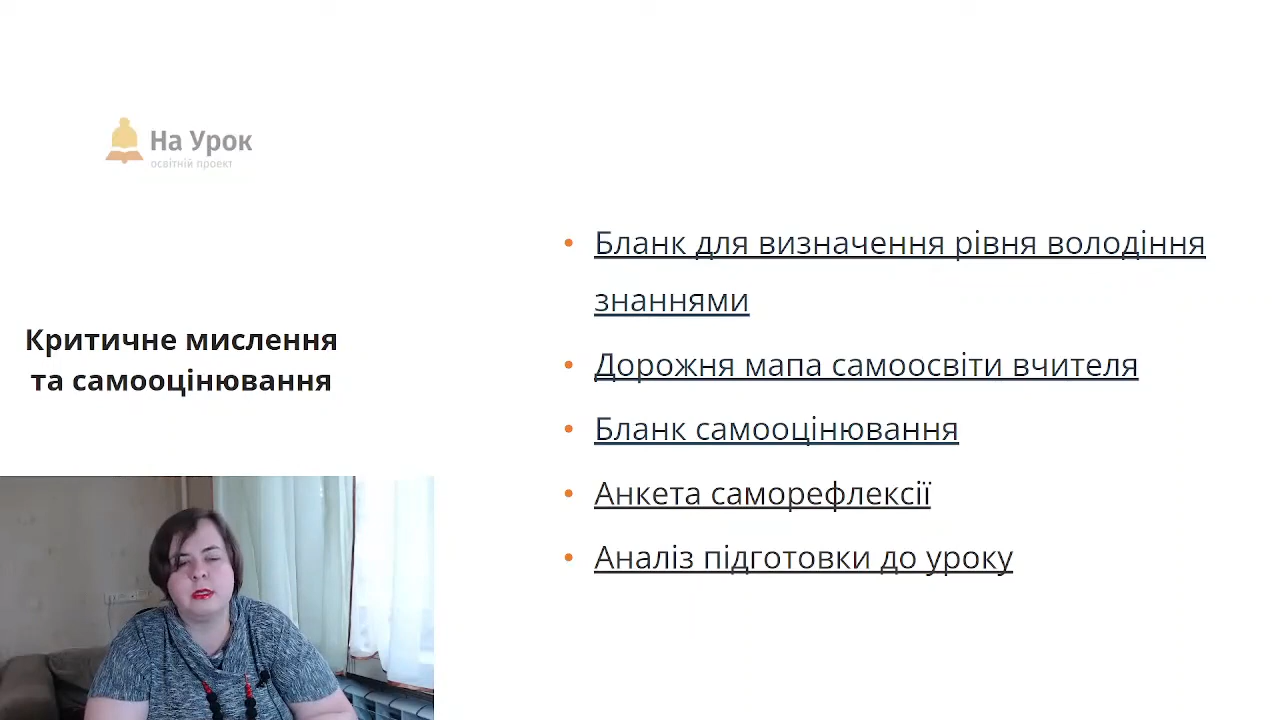 На Урок
освітній проект
Критичне мислення
та самооцінювання
• Бланк для визначення рівня володіння
знаннями
• Дорожня мапа самоосвіти вчителя
• Бланк самооцінювання
• Анкета саморефлексії
• Аналіз підготовки до уроку